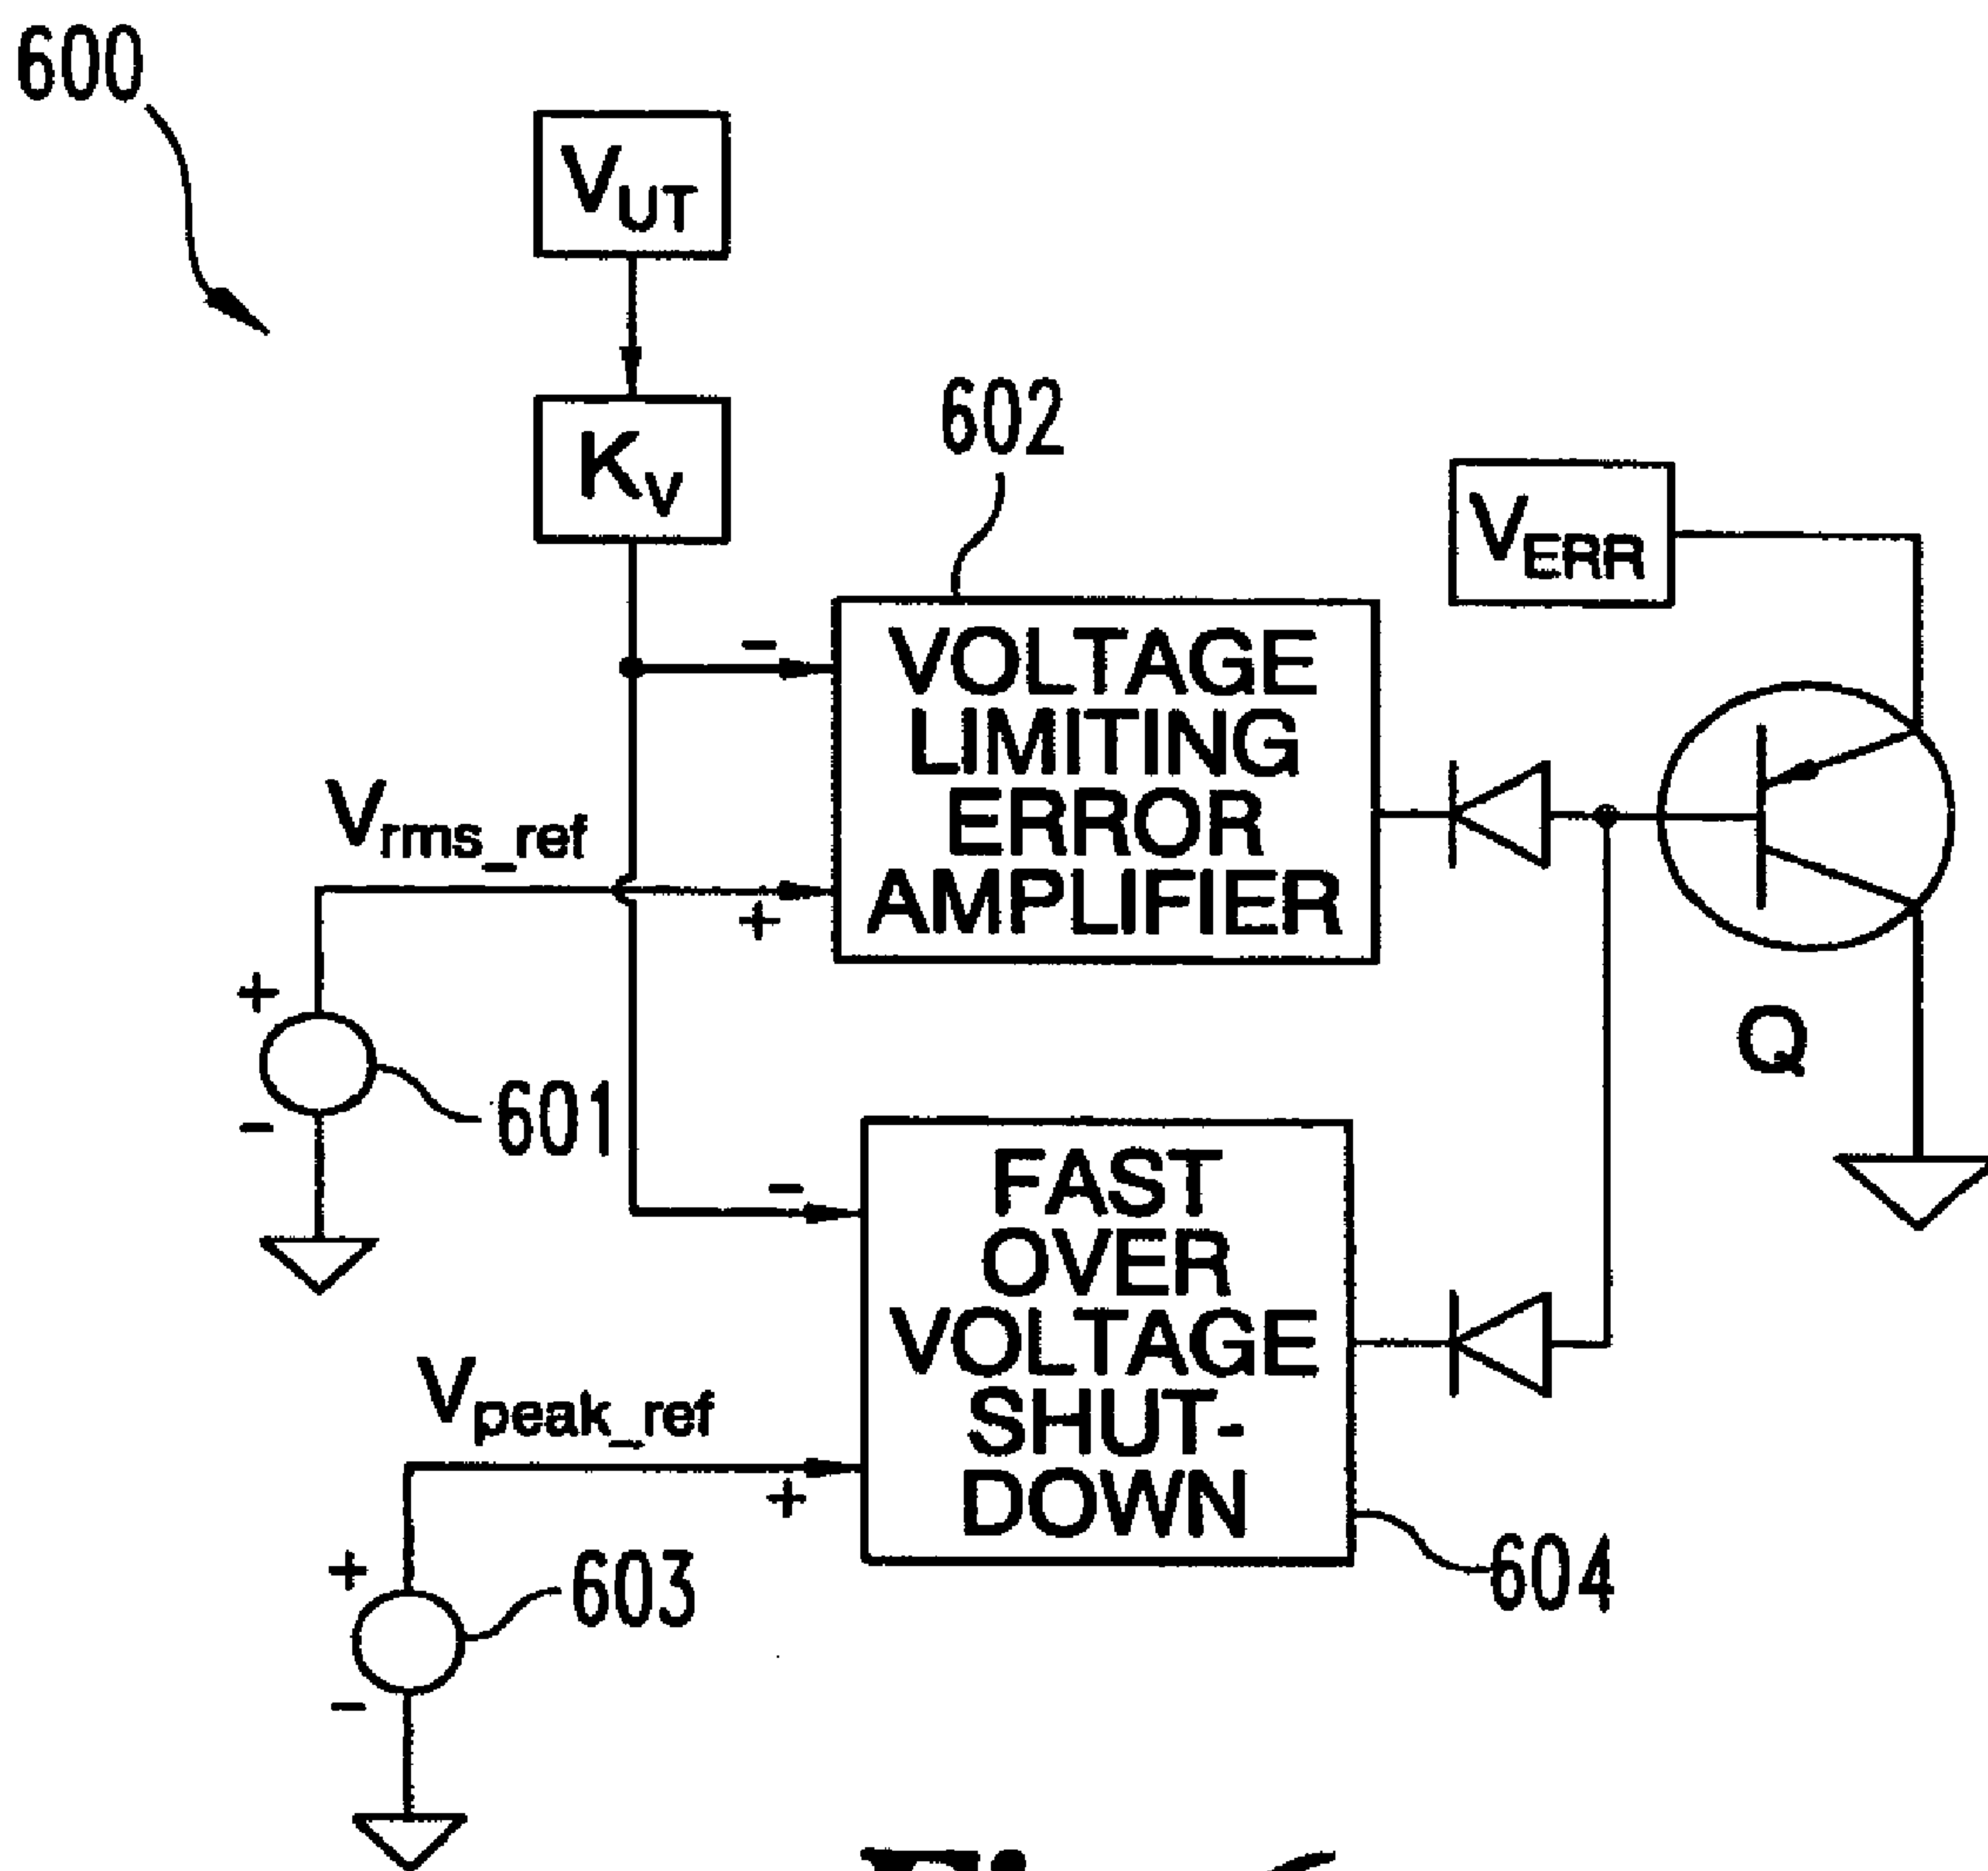 600
VUT
KV
602
VERR
-
VOLTAGE
LIMITING
ERROR
AMPLIFIER
Vrms_ref
+
+
-
601
Q
-
FAST
OVER
VOLTAGE
SHUT-
DOWN
Vpeak_ref
+
+
-
603
604